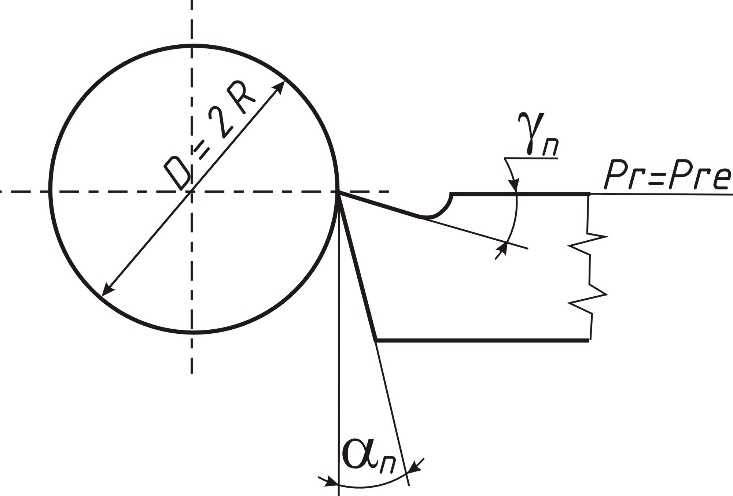 D = 2 R
γn
Pr=Pre
αn